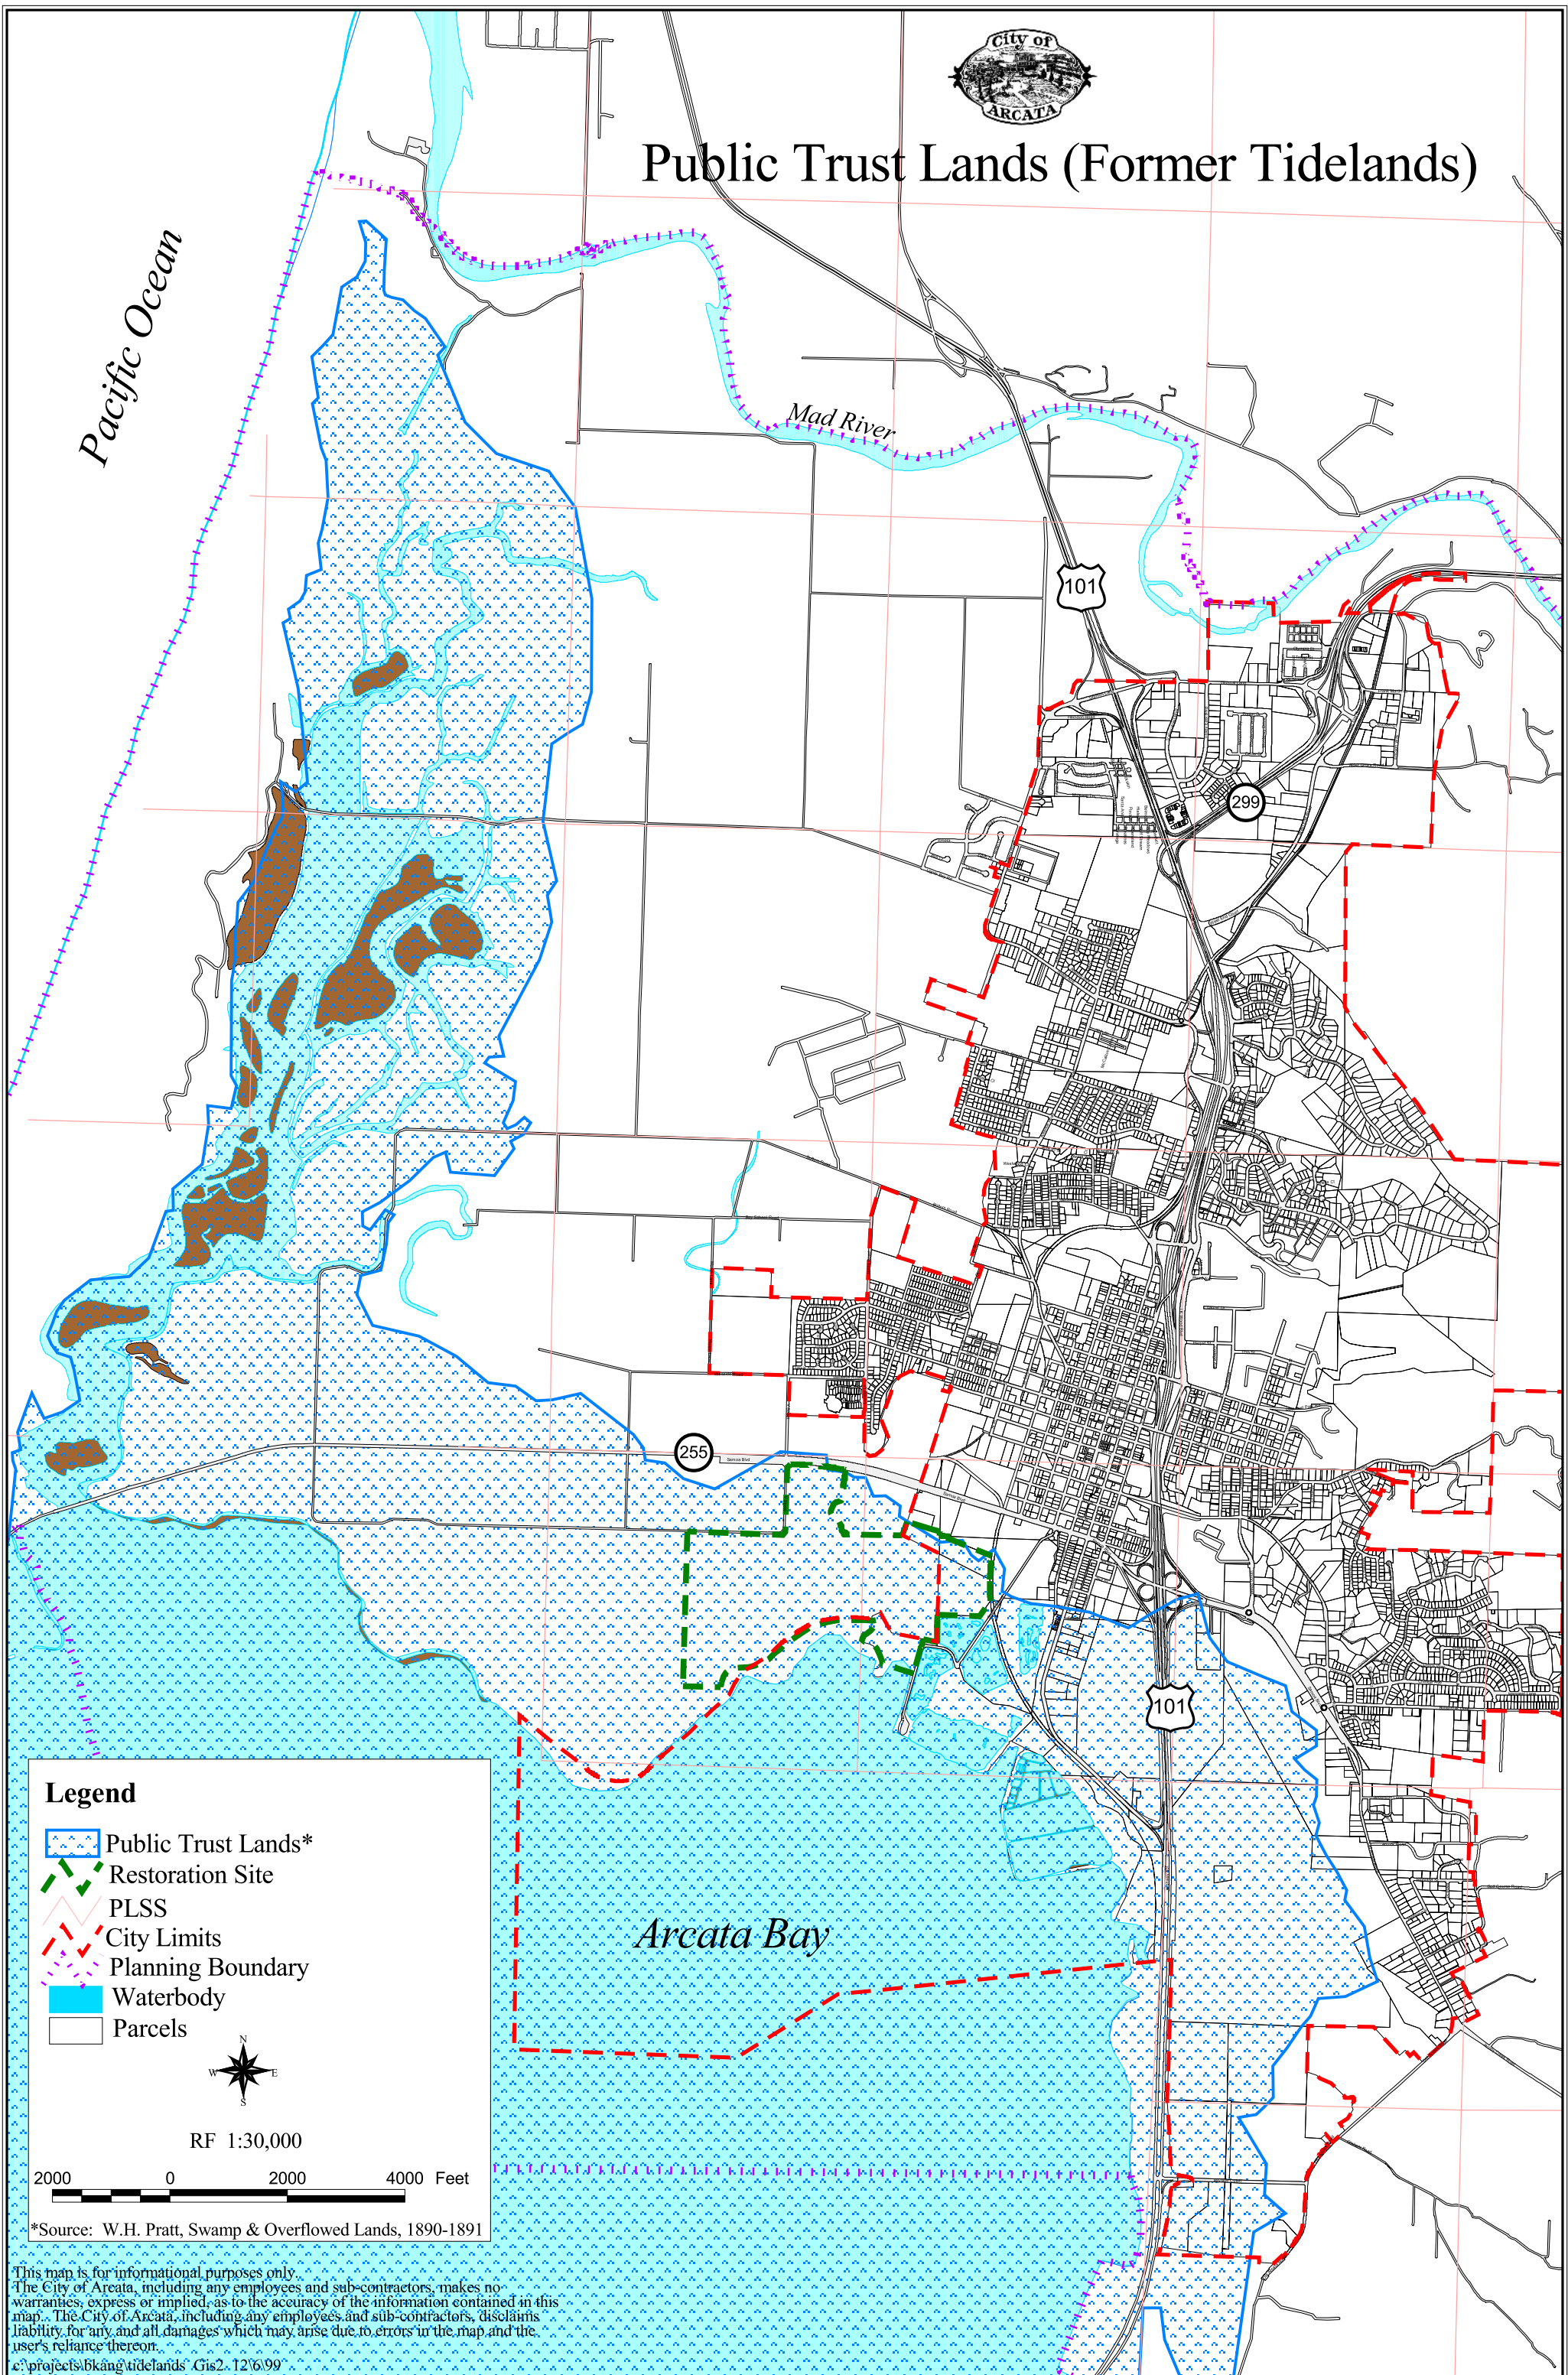 City of
ARCATA
Public Trust Lands (Former Tidelands)
Pacific Ocean
Mad River
101
299
255
Samoa Blvd
101
Arcata Bay
Legend
Public Trust Lands*
Restoration Site
PLSS
City Limits
Planning Boundary
Waterbody
Parcels
N
W E
S
RF 1:30,000
2000 0 2000 4000 Feet
*Source: W.H. Pratt, Swamp & Overflowed Lands, 1890-1891
This map is for informational purposes only.
The City of Arcata, including any employees and sub-contractors, makes no
warranties, express or implied, as to the accuracy of the information contained in this
map. The City of Arcata, including any employees and sub-contractors, disclaims
liability for any and all damages which may arise due to errors in the map and the
user's reliance thereon.
c:\projects\bkang\tidelands Gis2 12\6\99